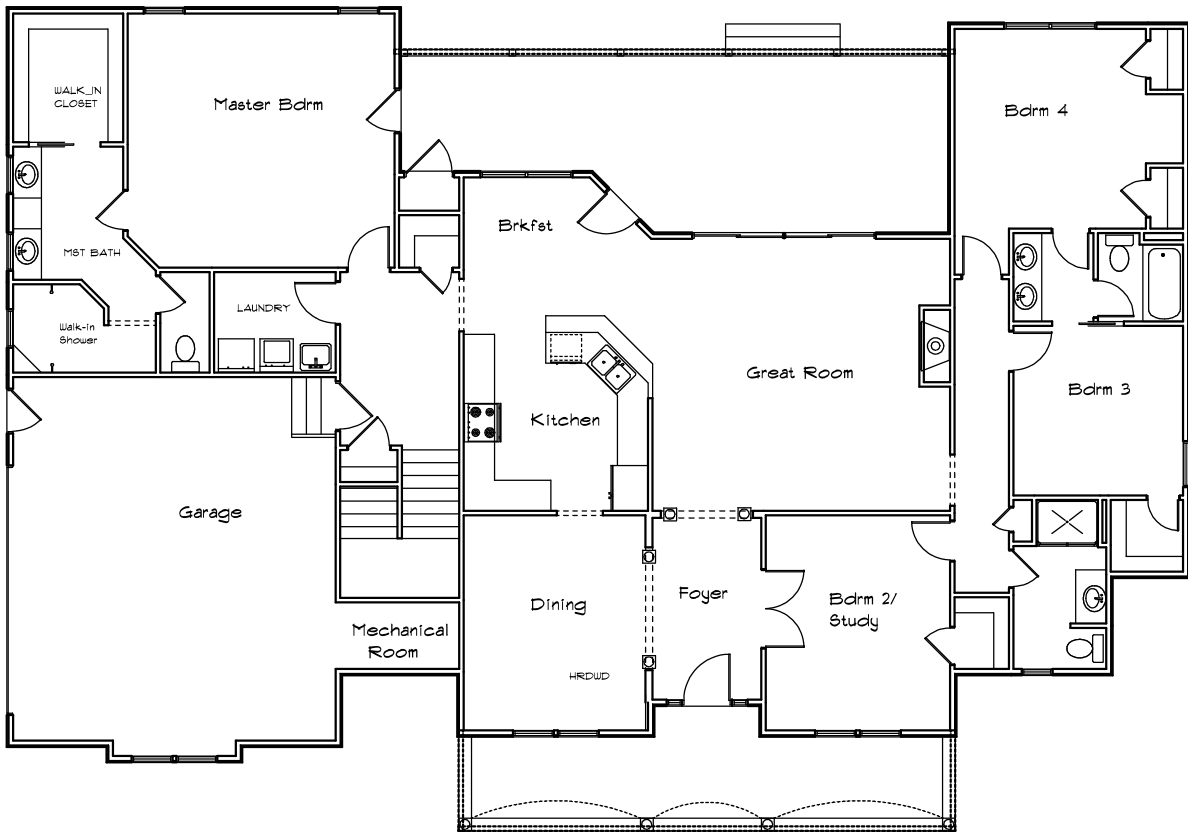 WALK_IN
CLOSET
Master Bdrm
Bdrm 4
Brkfst
MST BATH
LAUNDRY
Walk-in
Shower
Great Room
Bdrm 3
Kitchen
Garage
Dining
Foyer
Bdrm 2/
Study
Mechanical
Room
HRDWD